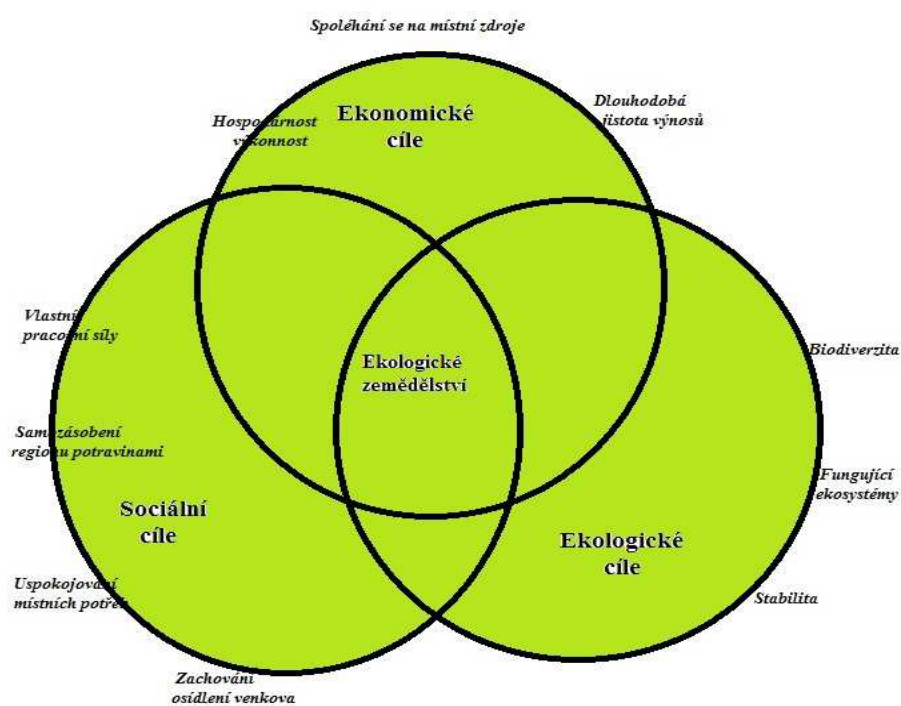 Spoléhání se na místní zdroje
Dlouhodobá
jistota výnosů
Hospodárnost
výkonnost
Ekonomické
cíle
Vlastní
pracovní síly
Biodiverzita
Ekologické
zemědělství
Samozásobení
regionu potravinami
Fungující
ekosystémy
Sociální
cíle
Ekologické
cíle
Uspokojování
místních potřeb
Stabilita
Zachování
osídlení venkova